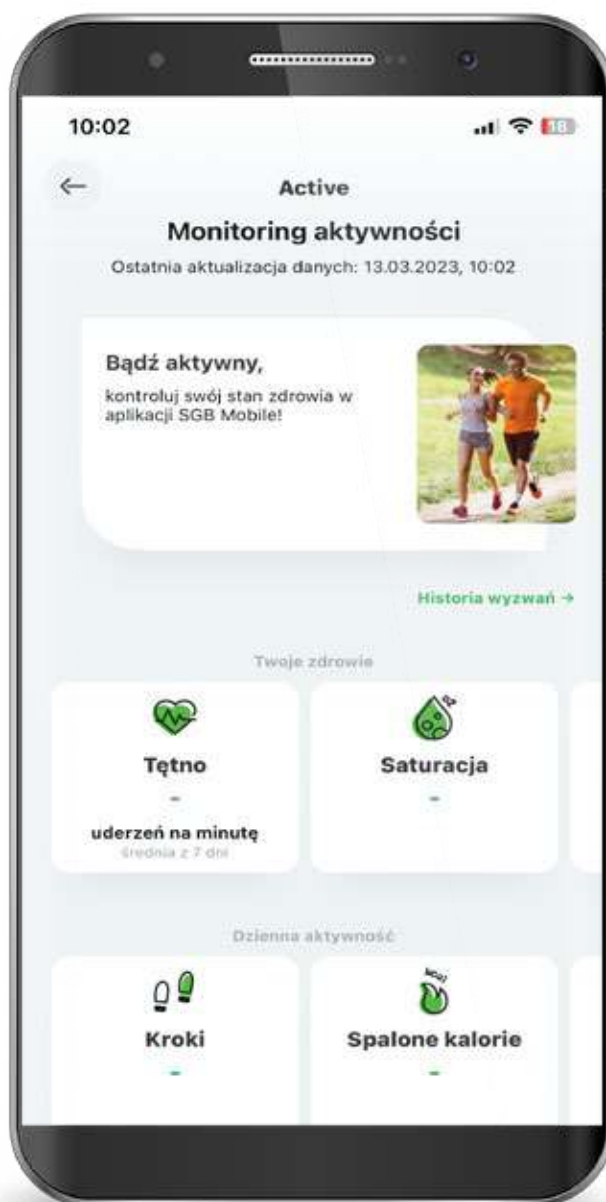 10:02
18
Active
Monitoring aktywności
Ostatnia aktualizacja danych: 13.03.2023, 10:02
Bądź aktywny,
kontroluj swój stan zdrowia w
aplikacji SGB Mobile!
Historia wyzwań →
Twoje zdrowie
Tętno
-
uderzeń na minutę
średnia z 7 dni
Saturacja
-
Dzienna aktywność
Kroki
-
Spalone kalorie
-